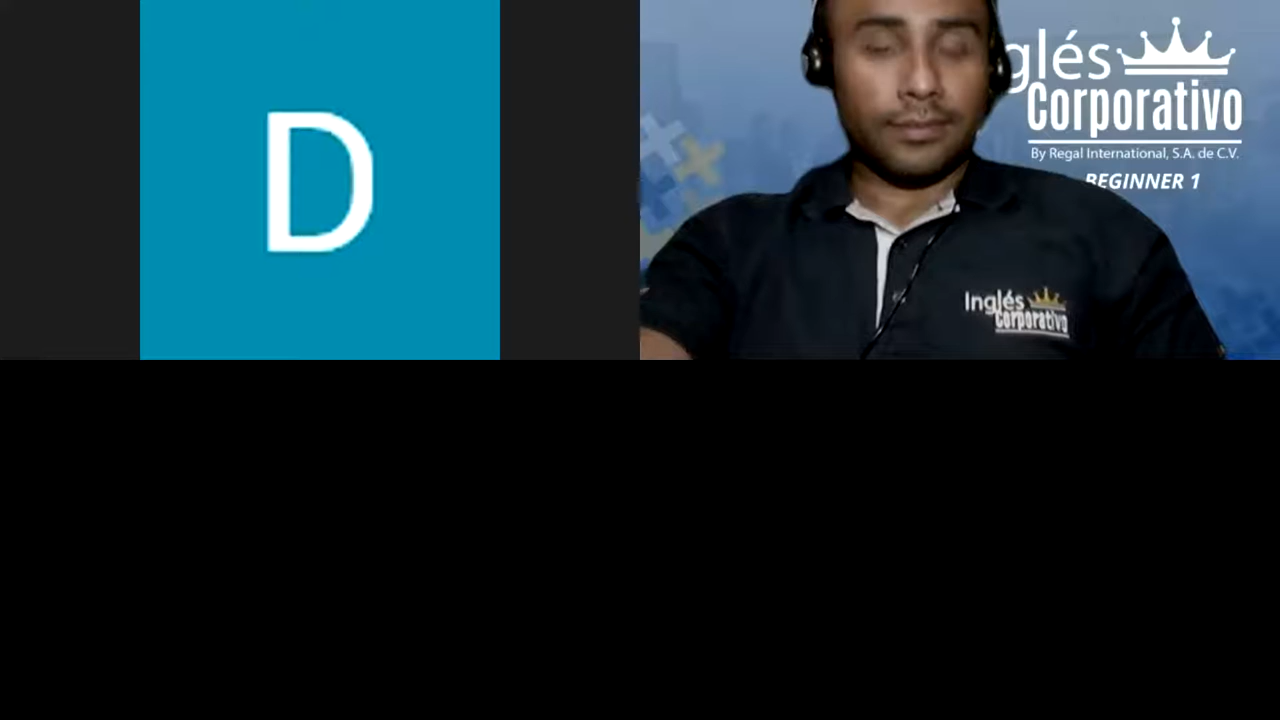 D
glés
Corporativo
By Regal International, S.A. de C.V.
BEGINNER 1
Inglés
Corporativo